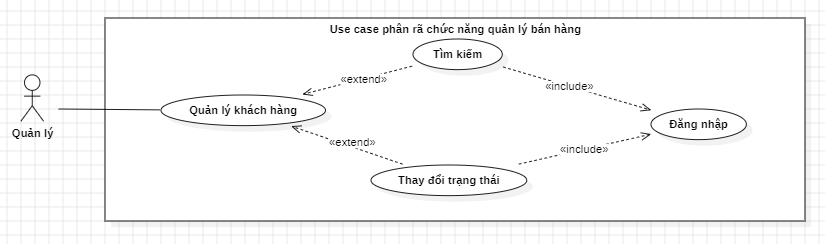 Use case phân rã chức năng quản lý bán hàng
Tìm kiếm
«extend»
«include»
Quản lý khách hàng
Đăng nhập
Quản lý
«extend»
«include»
Thay đổi trạng thái